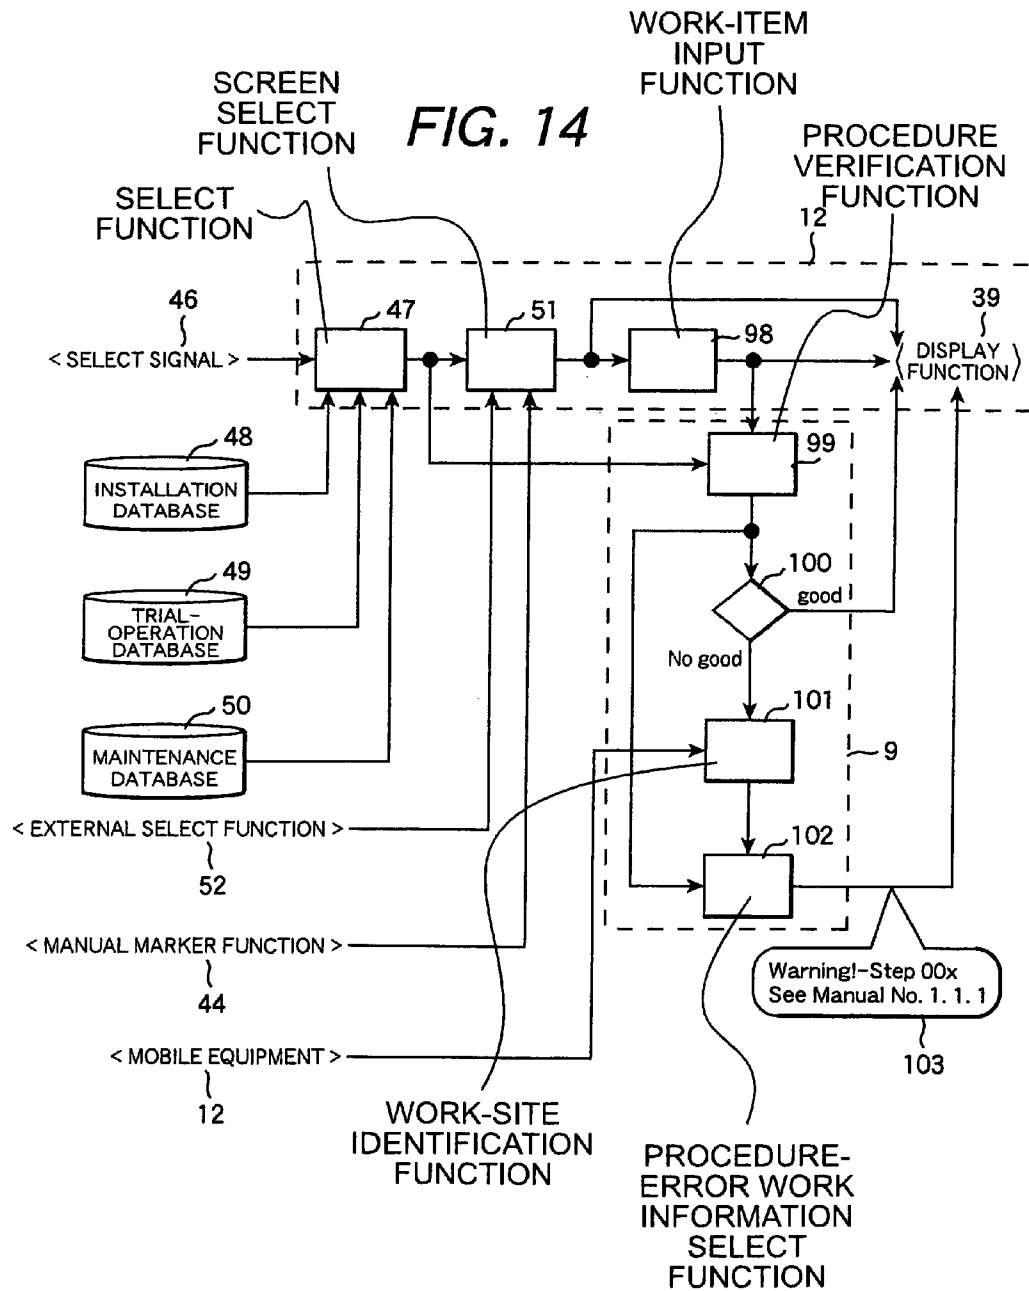 WORK-ITEM
INPUT
FUNCTION
SCREEN
SELECT
FUNCTION
FIG. 14
PROCEDURE
VERIFICATION
FUNCTION
SELECT
FUNCTION
12
46
47
51
98
39
< SELECT SIGNAL >
< DISPLAY
FUNCTION >
48
INSTALLATION
DATABASE
99
49
TRIAL-
OPERATION
DATABASE
100
good
No good
50
MAINTENANCE
DATABASE
101
9
< EXTERNAL SELECT FUNCTION >
52
102
< MANUAL MARKER FUNCTION >
44
Warning!-Step 00x
See Manual No. 1. 1. 1
103
< MOBILE EQUIPMENT >
12
WORK-SITE
IDENTIFICATION
FUNCTION
PROCEDURE-
ERROR WORK
INFORMATION
SELECT
FUNCTION